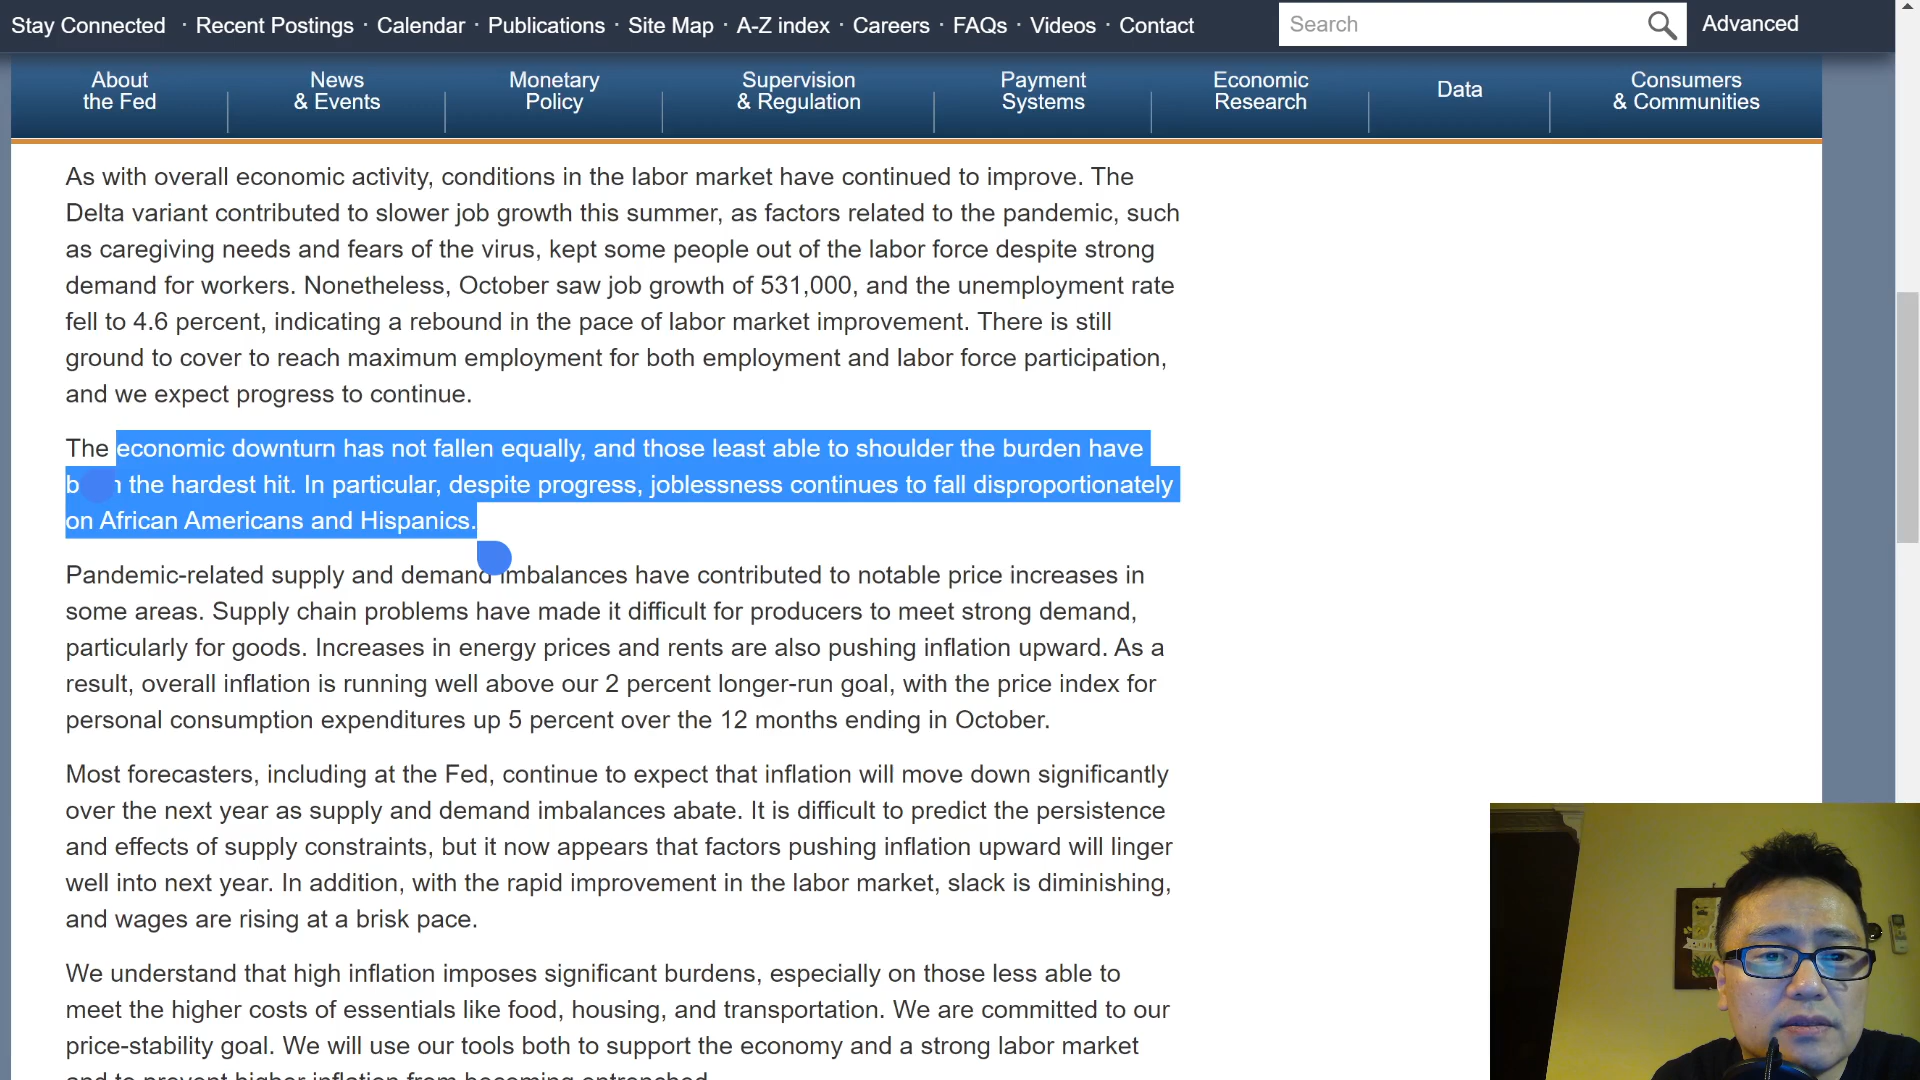 Stay Connected · Recent Postings · Calendar · Publications · Site Map · A-Z index · Careers · FAQs · Videos · Contact
Search
Advanced
About
the Fed
News
& Events
Monetary
Policy
Supervision
& Regulation
Payment
Systems
Economic
Research
Data
Consumers
& Communities
As with overall economic activity, conditions in the labor market have continued to improve. The
Delta variant contributed to slower job growth this summer, as factors related to the pandemic, such
as caregiving needs and fears of the virus, kept some people out of the labor force despite strong
demand for workers. Nonetheless, October saw job growth of 531,000, and the unemployment rate
fell to 4.6 percent, indicating a rebound in the pace of labor market improvement. There is still
ground to cover to reach maximum employment for both employment and labor force participation,
and we expect progress to continue.
The economic downturn has not fallen equally, and those least able to shoulder the burden have
the hardest hit. In particular, despite progress, joblessness continues to fall disproportionately
on African Americans and Hispanics.
Pandemic-related supply and demand imbalances have contributed to notable price increases in
some areas. Supply chain problems have made it difficult for producers to meet strong demand,
particularly for goods. Increases in energy prices and rents are also pushing inflation upward. As a
result, overall inflation is running well above our 2 percent longer-run goal, with the price index for
personal consumption expenditures up 5 percent over the 12 months ending in October.
Most forecasters, including at the Fed, continue to expect that inflation will move down significantly
over the next year as supply and demand imbalances abate. It is difficult to predict the persistence
and effects of supply constraints, but it now appears that factors pushing inflation upward will linger
well into next year. In addition, with the rapid improvement in the labor market, slack is diminishing,
and wages are rising at a brisk pace.
We understand that high inflation imposes significant burdens, especially on those less able to
meet the higher costs of essentials like food, housing, and transportation. We are committed to our
price-stability goal. We will use our tools both to support the economy and a strong labor market
and to prevent higher inflation from becoming entrenched.